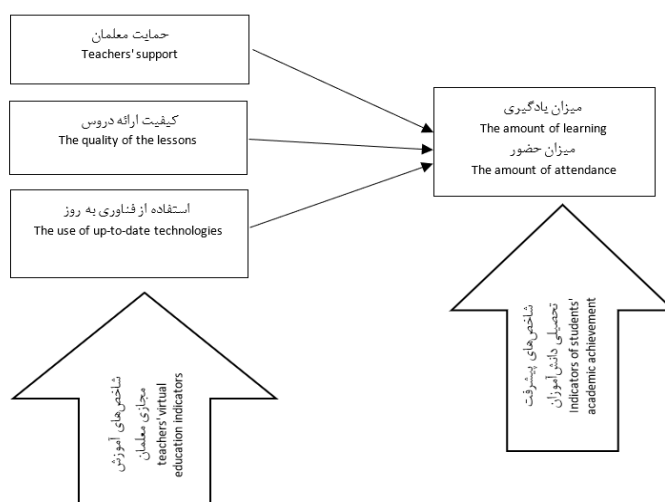 حمایت معلمان
Teachers' support
کیفیت ارائه دروس
The quality of the lessons
استفاده از فناوری به روز
The use of up-to-date technologies
میزان یادگیری
The amount of learning
میزان حضور
The amount of attendance
شاخص‌های آموزش
مجازی معلمان
teachers'virtual
education indicators
شاخص‌های پیشرفت
تحصیلی دانش‌آموزان
Indicators of students'
academic achievement